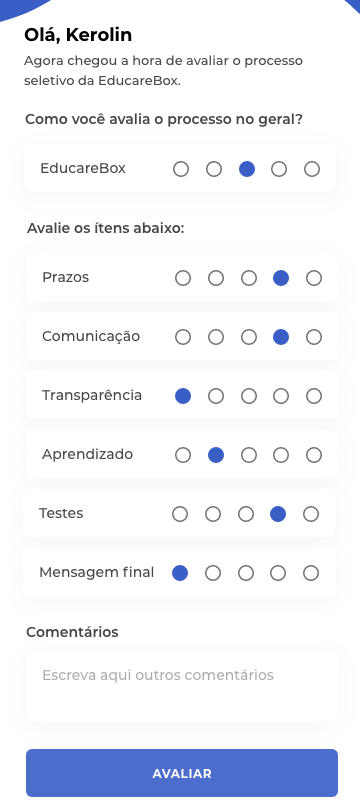 Olá, Kerolin
Agora chegou a hora de avaliar o processo
seletivo da EducareBox.
Como você avalia o processo no geral?
EducareBox
Avalie os ítens abaixo:
Prazos
Comunicação
Transparência
Aprendizado
Testes
Mensagem final
Comentários
Escreva aqui outros comentários
AVALIAR